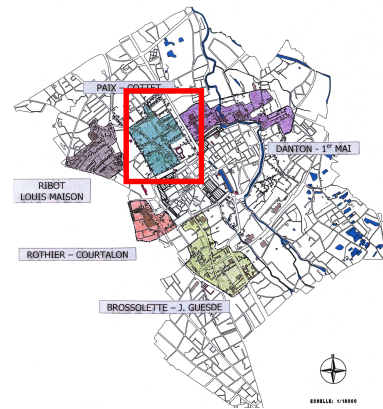 PAIX – COTTET
DANTON - 1er MAI
RIBOT
LOUIS MAISON
ROTHIER – COURTALON
BROSSOLETTE – J. GUESDE
ECHELLE: 1/10000